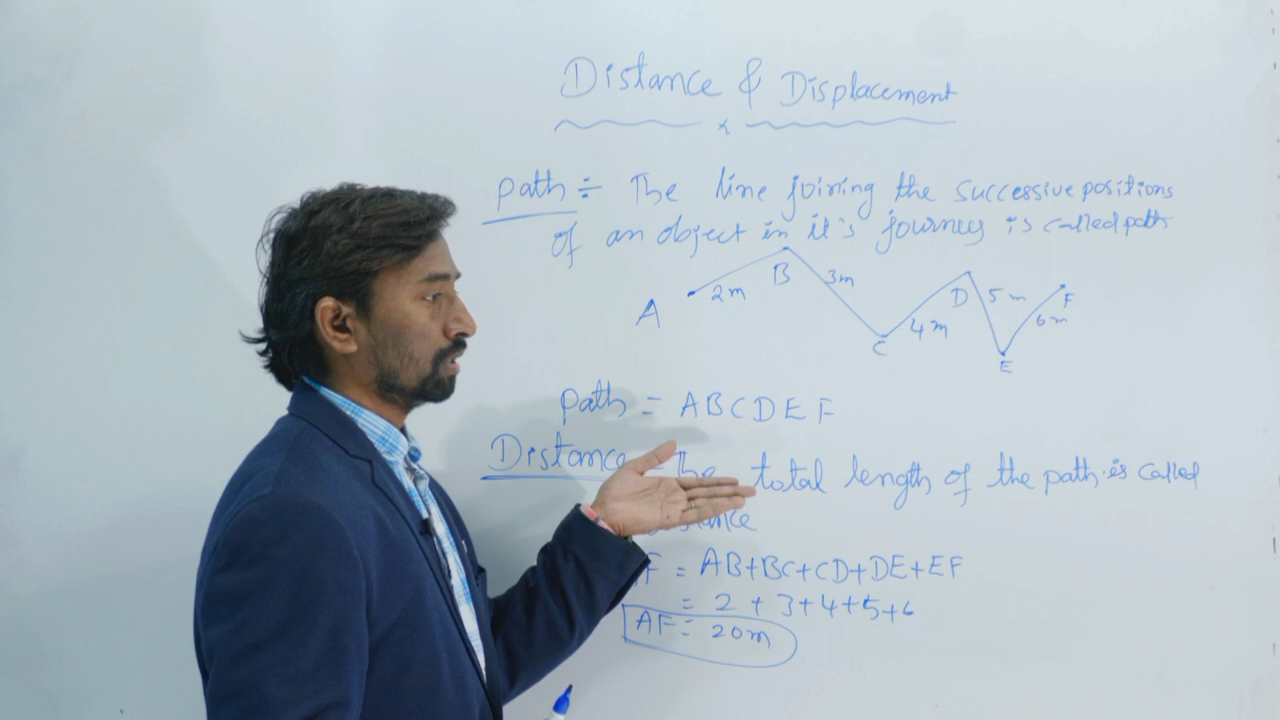 Distance & Displacement
x
Path ÷ The line joining the successive positions
of an object in it's journey is called path
A 2m B 3m C 4m D 5m E 6m F
Path = ABCDEF
Distance The total length of the path is called
F = AB+BC+CD+DE+EF
= 2+3+4+5+6
AF = 20m